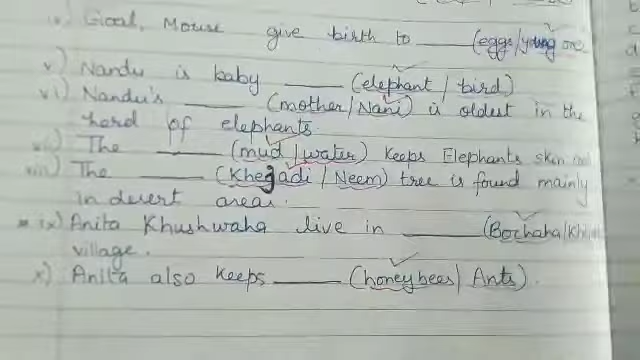 iv) Goat, Mouse give birth to ______ (eggs/young one
v) Nandu is baby ______ (elephant / bird)
vi) Nandu's ______ (mother/Nani) is oldest in the
herd of elephants.
The ______ (mud/water) keeps Elephants skin cool
The ______ (Khejadi / Neem) tree is found mainly
in desert areas.
ix) Anita Khushwaha live in ______ (Bochaha/
village.
x) Anita also keeps ______ (honeybees/ Ants).